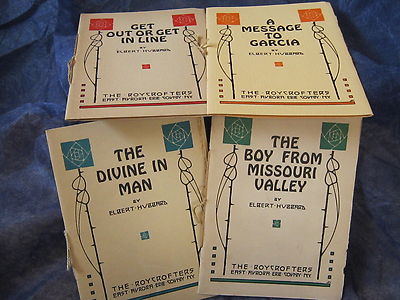 GET
OUT OR GET
IN LINE
BY
ELBERT·HUBBARD
THE·ROYCROFTERS
EAST·AURORA·ERIE·COUNTY·NY·
A
MESSAGE
TO
GARCIA
BY
ELBERT·HUBBARD
THE·ROYCROFTERS
EAST·AURORA·ERIE·COUNTY·NY·
THE
DIVINE IN
MAN
BY
ELBERT·HUBBARD
THE·ROYCROFTERS
EAST·AURORA·ERIE·COUNTY·NY·
THE
BOY FROM
MISSOURI
VALLEY
BY
ELBERT·HUBBARD
THE·ROYCROFTERS
EAST·AURORA·ERIE·COUNTY·NY·